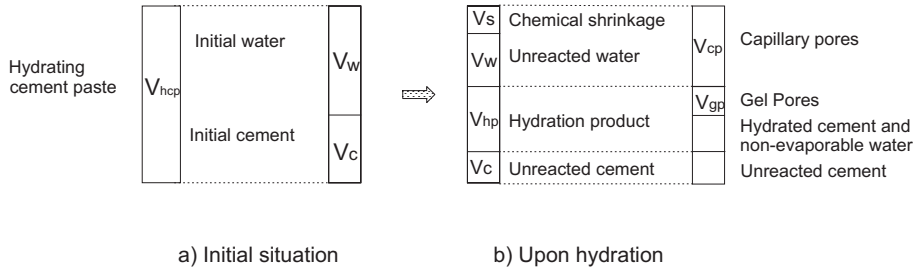 Hydrating
cement paste
Vhcp
Initial water
Initial cement
Vw
Vc
Vs
Vw
Vhp
Vc
Chemical shrinkage
Unreacted water
Hydration product
Unreacted cement
Vcp
Vgp
Capillary pores
Gel Pores
Hydrated cement and
non-evaporable water
Unreacted cement
a) Initial situation
b) Upon hydration